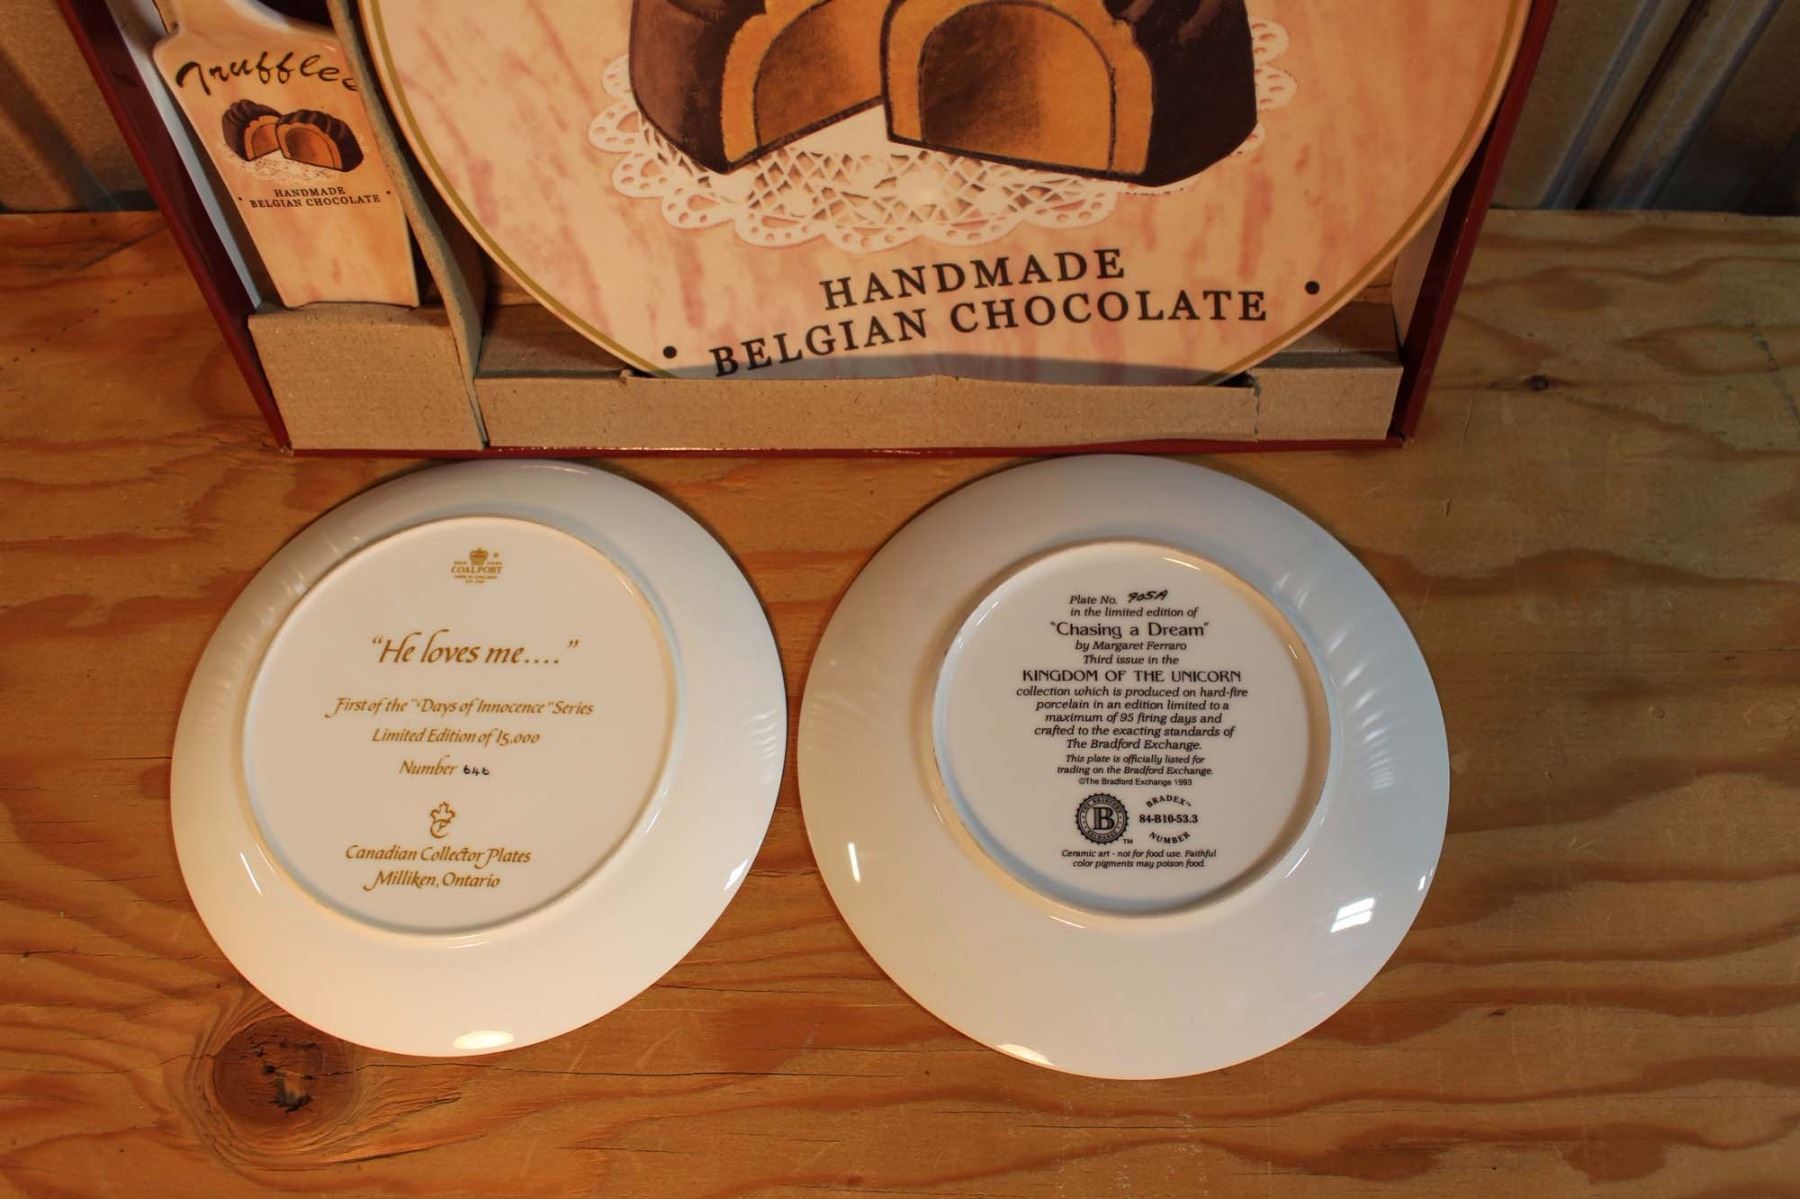 Truffles
HANDMADE
• BELGIAN CHOCOLATE •
HANDMADE
• BELGIAN CHOCOLATE •
COALPORT
"He loves me...."
First of the "Days of Innocence" Series
Limited Edition of 15,000
Number
Canadian Collector Plates
Milliken, Ontario
Plate No. 905A
in the limited edition of
"Chasing a Dream"
by Margaret Ferraro
Third issue in the
KINGDOM OF THE UNICORN
collection which is produced on hard-fire
porcelain in an edition limited to a
maximum of 95 firing days and
crafted to the exacting standards of
The Bradford Exchange.
This plate is officially listed for
trading on the Bradford Exchange.
©The Bradford Exchange 1993
B
TM
BRADEX™
84-B10-53.3
NUMBER
Ceramic art - not for food use. Faithful
color pigments may poison food.